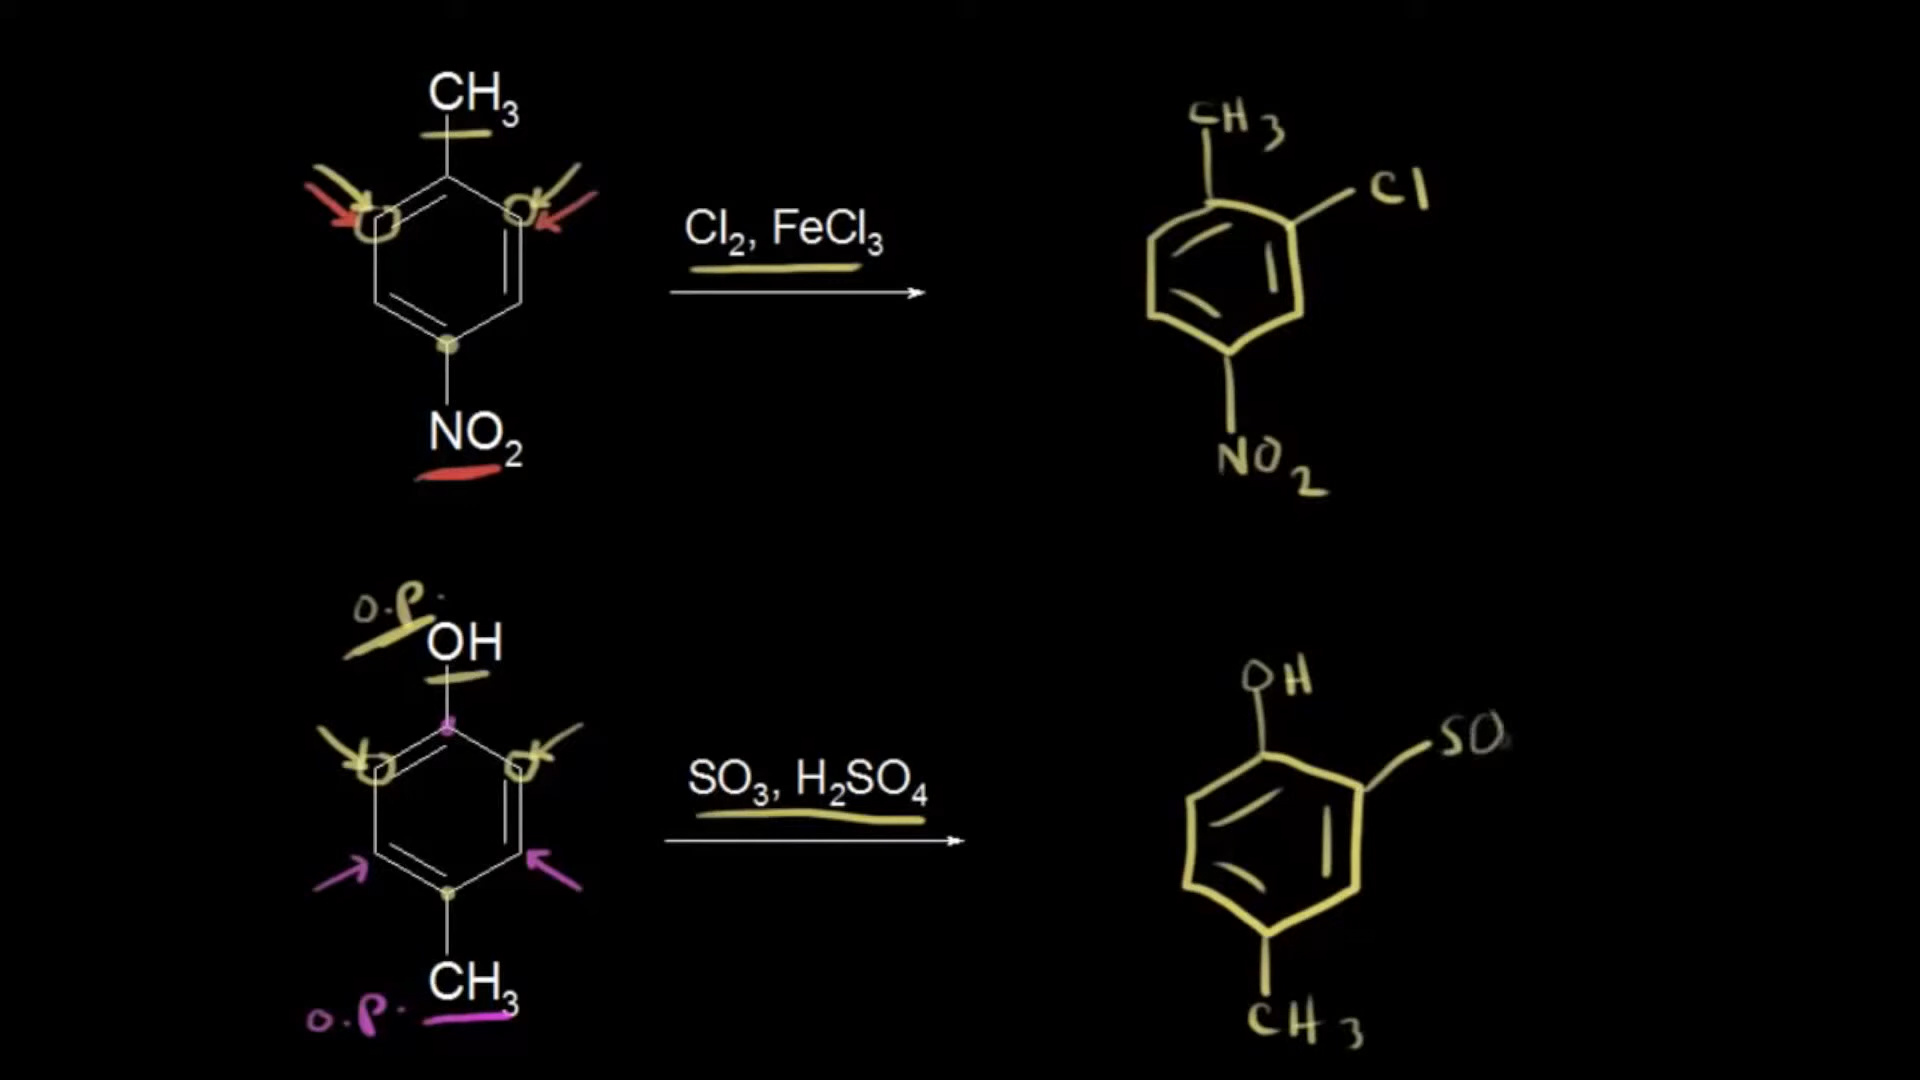 CH3
CH3
Cl
Cl2, FeCl3
NO2
NO2
o.p.
OH
OH
SO
SO3, H2SO4
CH3
o.p.
CH3